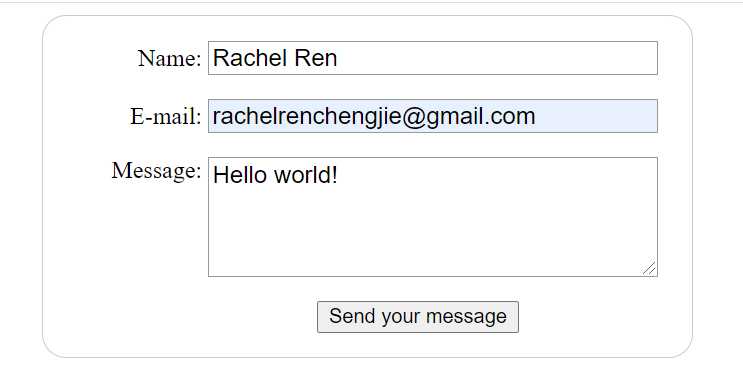 Name: Rachel Ren
E-mail: rachelrenchengjie@gmail.com
Message: Hello world!
Send your message